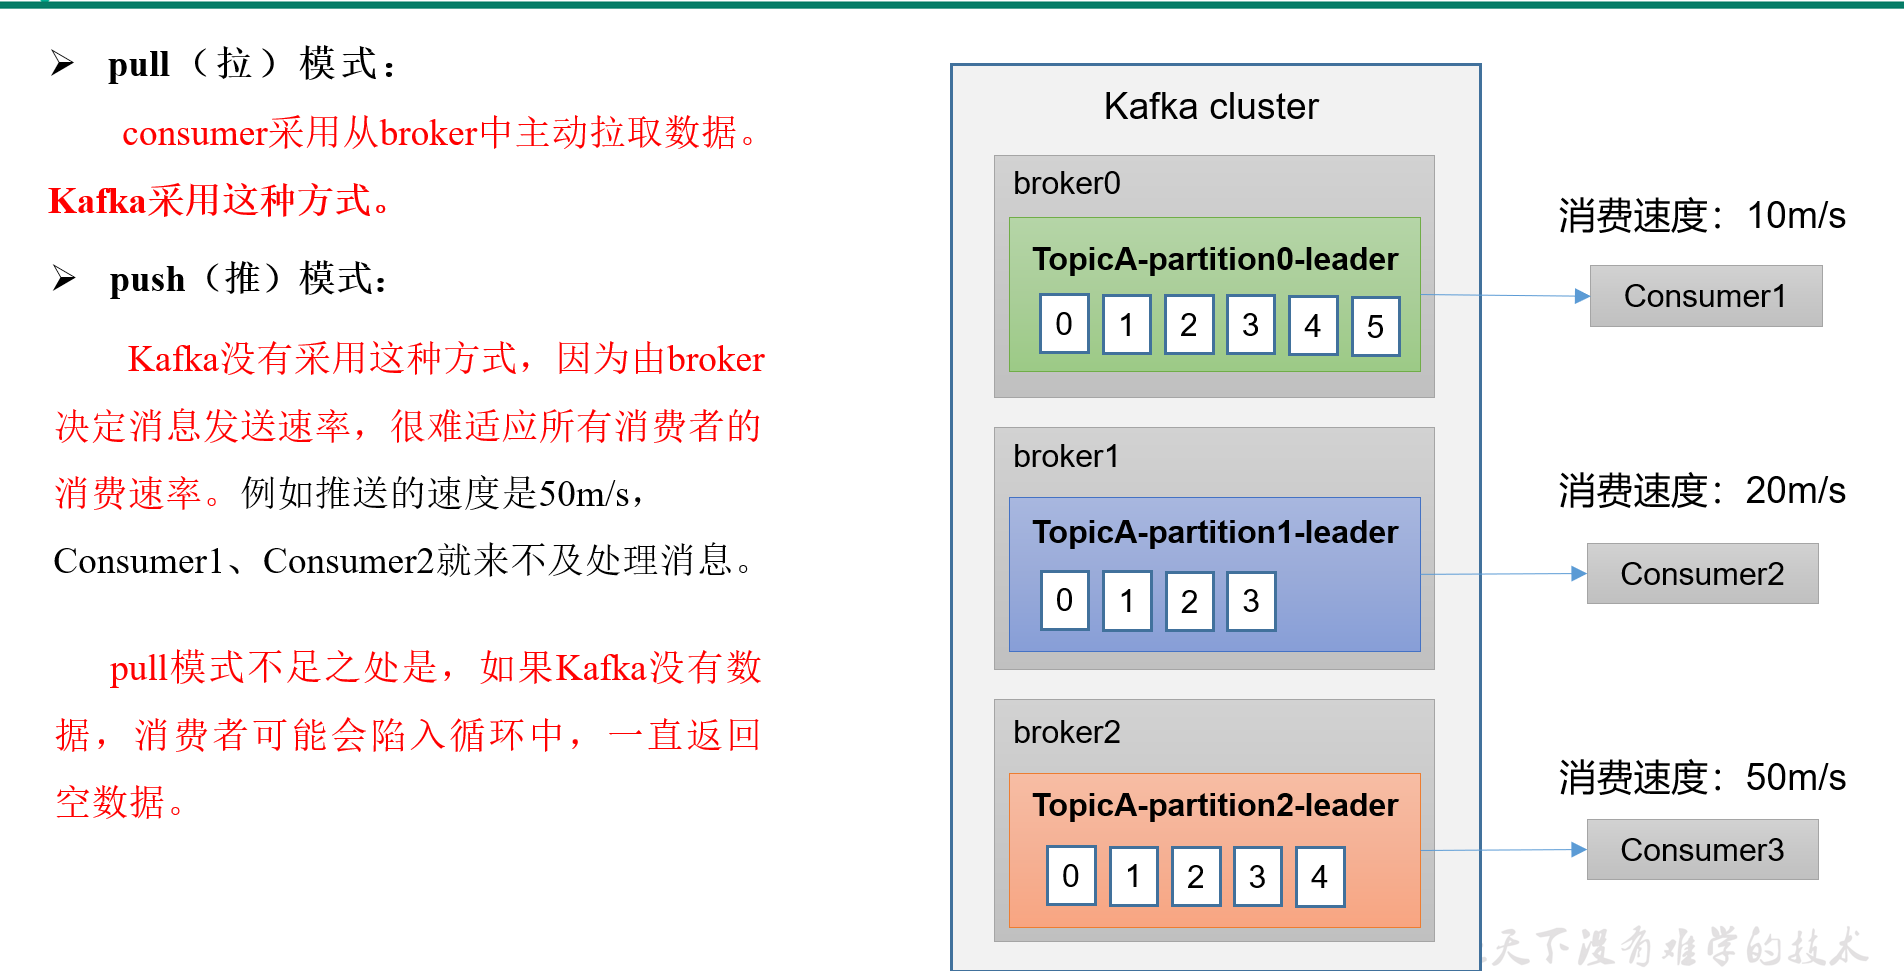 ➢ pull（拉）模式：
consumer采用从broker中主动拉取数据。
Kafka采用这种方式。
➢ push（推）模式：
Kafka没有采用这种方式，因为由broker
决定消息发送速率，很难适应所有消费者的
消费速率。例如推送的速度是50m/s，
Consumer1、Consumer2就来不及处理消息。
pull模式不足之处是，如果Kafka没有数
据，消费者可能会陷入循环中，一直返回
空数据。
Kafka cluster
broker0
TopicA-partition0-leader
0 1 2 3 4 5
消费速度：10m/s
Consumer1
broker1
TopicA-partition1-leader
0 1 2 3
消费速度：20m/s
Consumer2
broker2
TopicA-partition2-leader
0 1 2 3 4
消费速度：50m/s
Consumer3
天下没有难学的技术